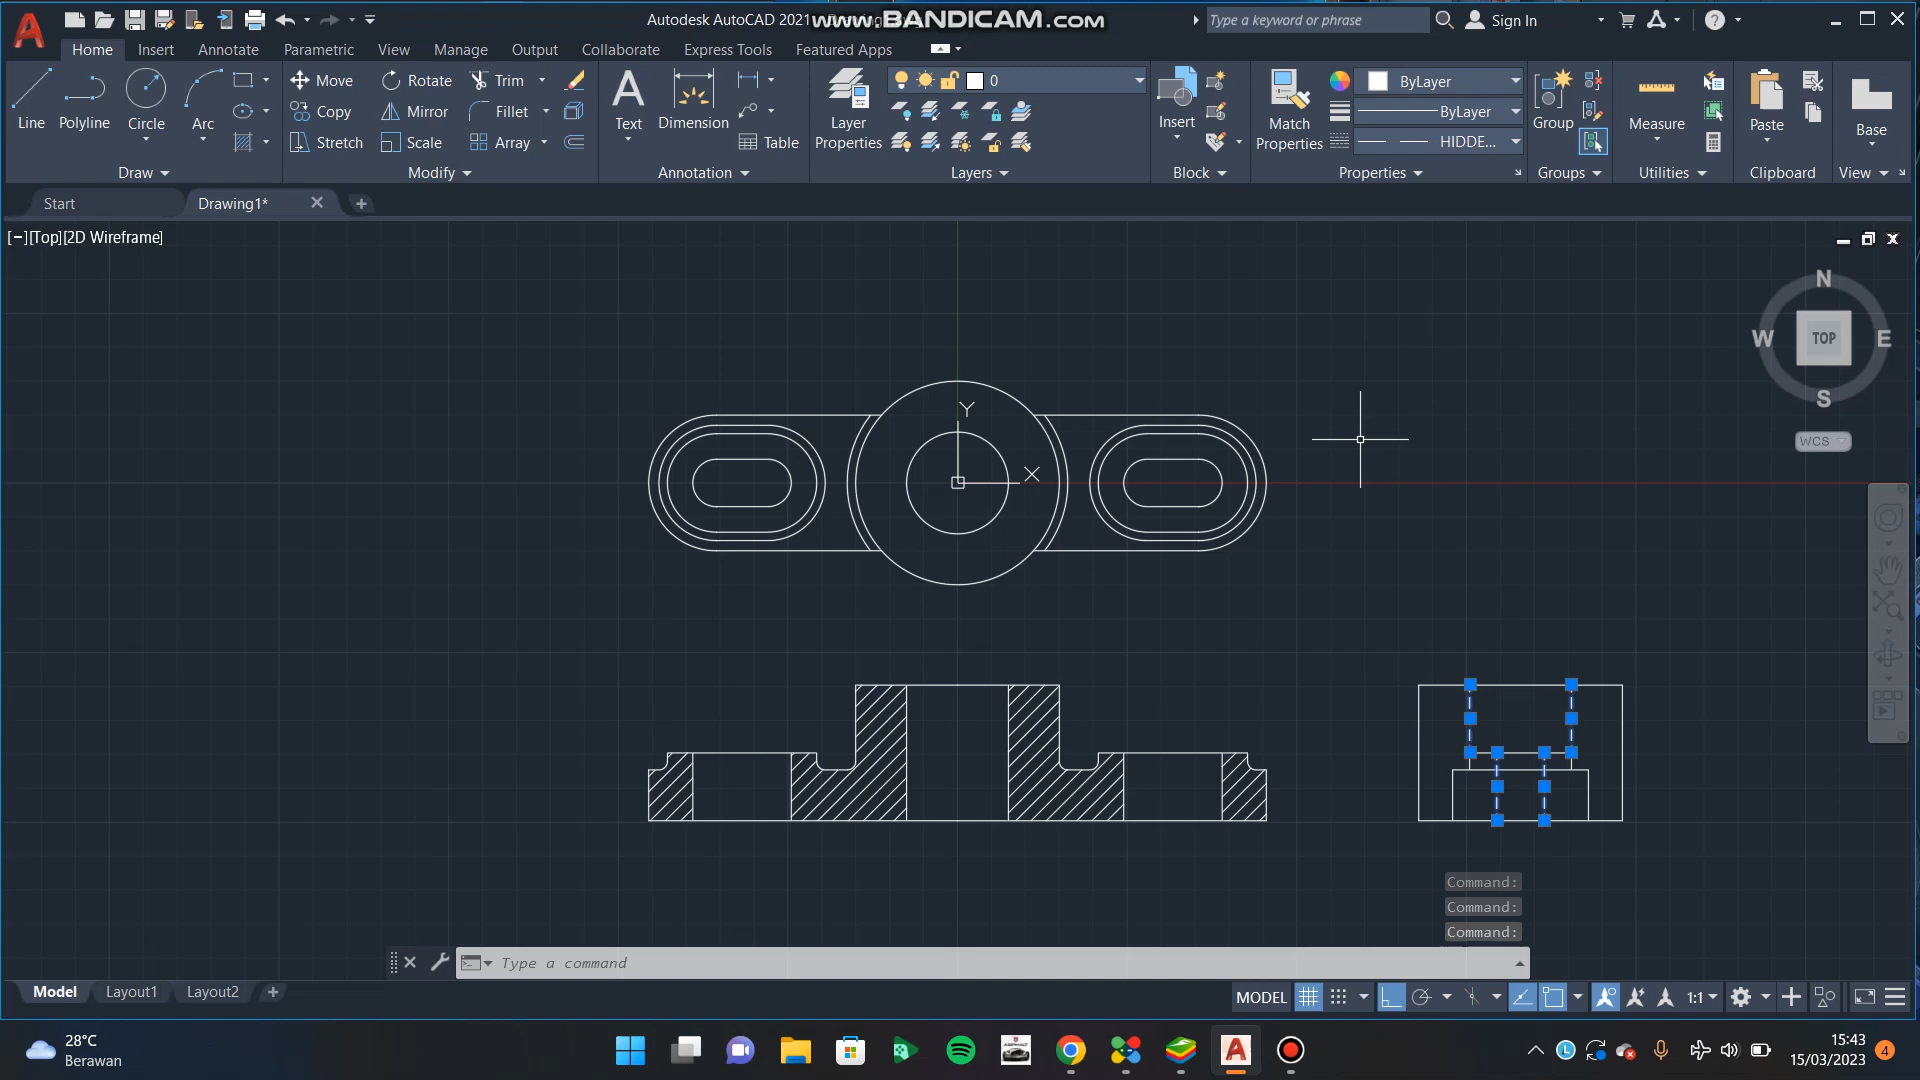 Autodesk AutoCAD 2021
www.BANDICAM.com
Type a keyword or phrase
Sign In
Home Insert Annotate Parametric View Manage Output Collaborate Express Tools Featured Apps
Line Polyline Circle Arc
Move Rotate Trim
Copy Mirror Fillet
Stretch Scale Array
Text Dimension Table
Layer Properties
0
Insert
Match Properties
ByLayer
ByLayer
HIDDE...
Group
Measure
Paste
Base
Draw Modify Annotation Layers Block Properties Groups Utilities Clipboard View
Start Drawing1*
[−][Top][2D Wireframe]
N
W TOP E
S
WCS
Y
X
Command:
Command:
Command:
Type a command
Model Layout1 Layout2
MODEL 1:1
28°C
Berawan
15:43
15/03/2023
4